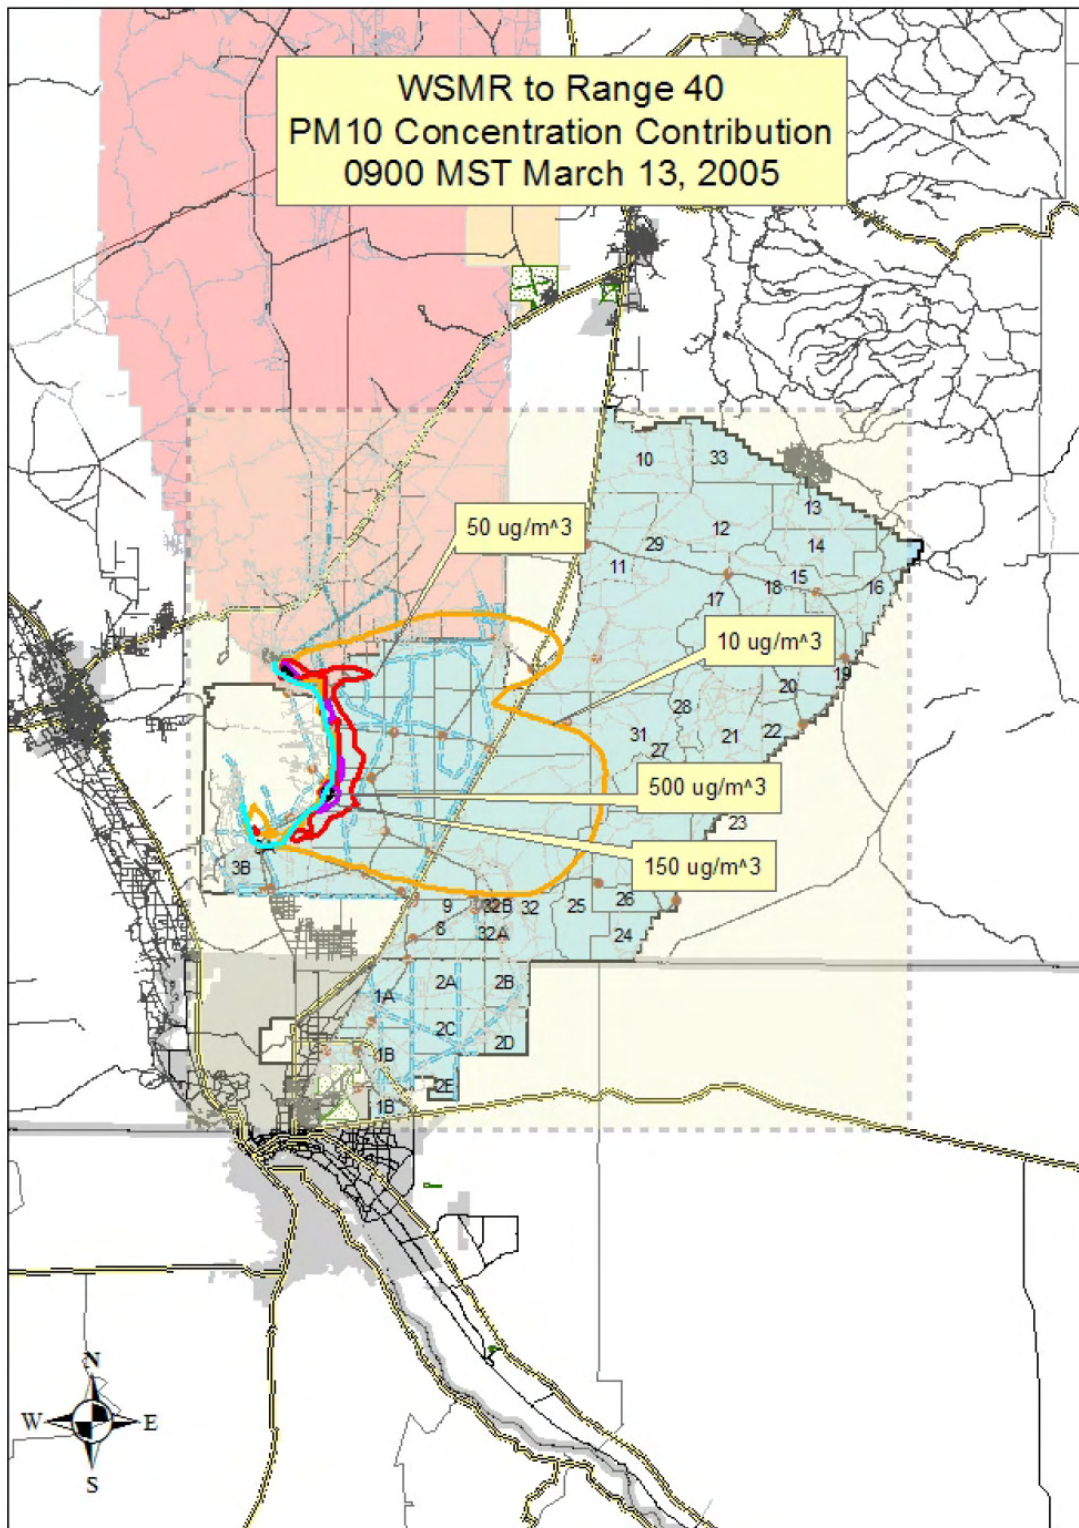 WSMR to Range 40
PM10 Concentration Contribution
0900 MST March 13, 2005
10
33
13
50 ug/m^3
12
29
14
11
15
18
16
17
10 ug/m^3
19
20
28
31
21
22
27
500 ug/m^3
23
150 ug/m^3
3B
9
32B
32
25
26
8
32A
24
2A
2B
1A
2C
2D
1B
2E
1B
N
W
E
S